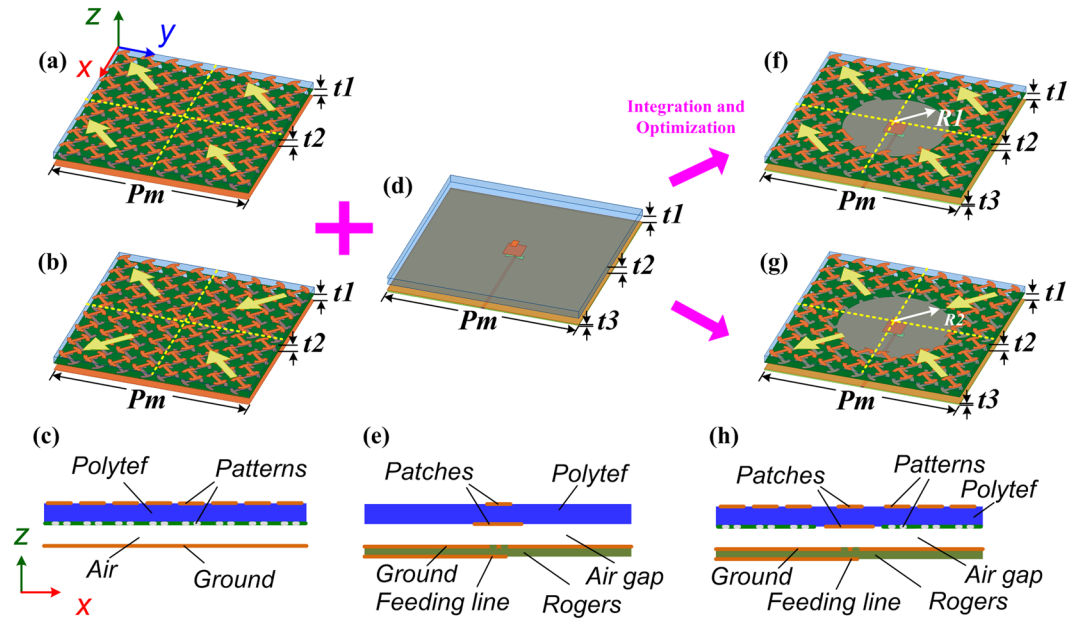 z
y
x
(a)
t1
t2
Pm
(b)
t1
t2
Pm
(d)
t1
t2
t3
Pm
Integration and
Optimization
(f)
R1
t1
t2
t3
Pm
(g)
R2
t1
t2
t3
Pm
(c)
Polytef
Patterns
Air
Ground
z
x
(e)
Patches
Polytef
Ground
Feeding line
Air gap
Rogers
(h)
Patches
Patterns
Polytef
Ground
Feeding line
Air gap
Rogers